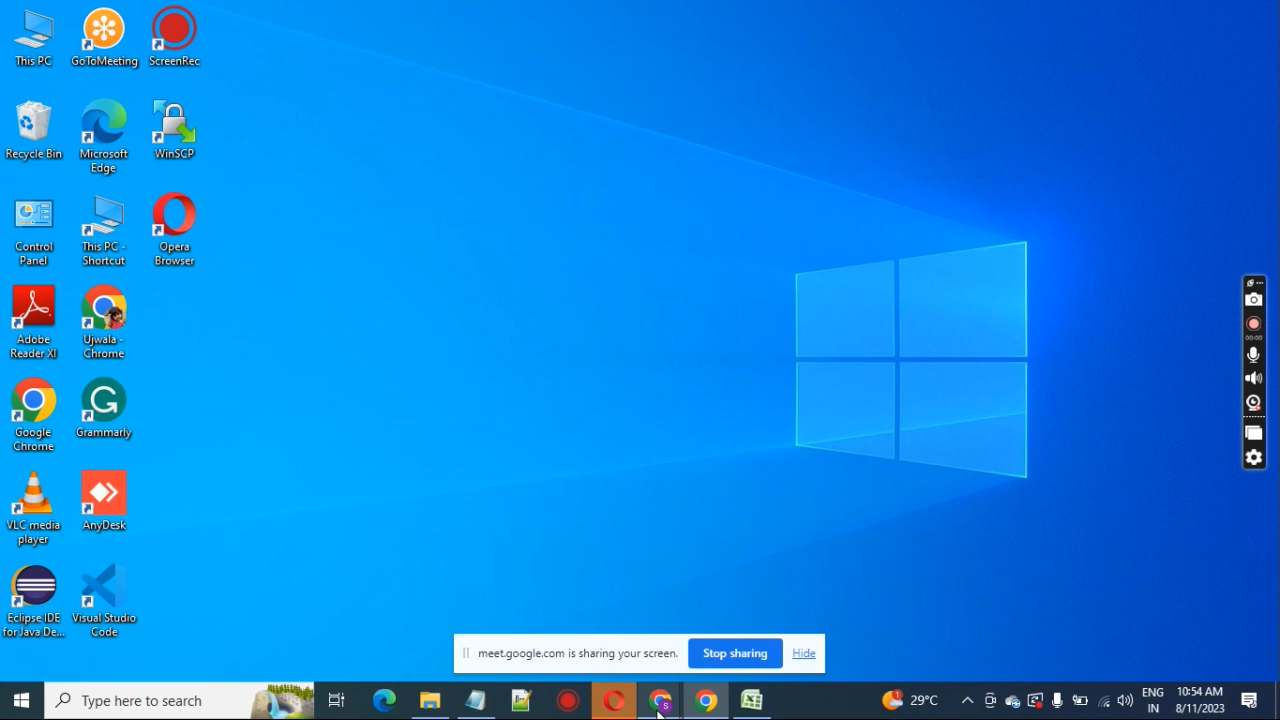 This PC
GoToMeeting
ScreenRec
Recycle Bin
Microsoft
Edge
WinSCP
Control
Panel
This PC -
Shortcut
Opera
Browser
Adobe
Reader XI
Ujwala -
Chrome
Google
Chrome
Grammarly
VLC media
player
AnyDesk
Eclipse IDE
for Java De...
Visual Studio
Code
00:00
meet.google.com is sharing your screen.
Stop sharing
Hide
Type here to search
S
1
29°C
ENG
IN
10:54 AM
8/11/2023